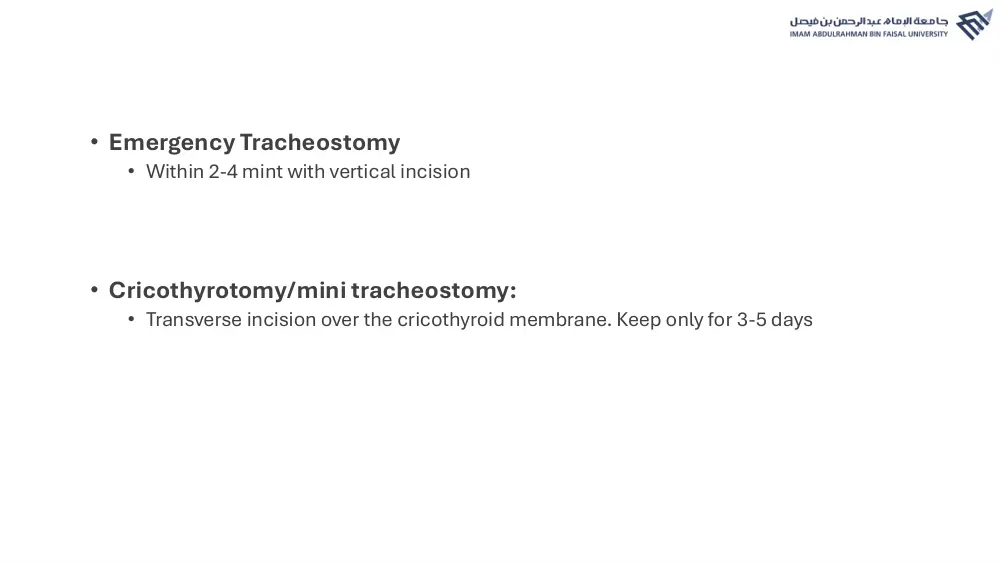 جامعة الإمام عبدالرحمن بن فيصل
IMAM ABDULRAHMAN BIN FAISAL UNIVERSITY
• Emergency Tracheostomy
• Within 2-4 mint with vertical incision
• Cricothyrotomy/mini tracheostomy:
• Transverse incision over the cricothyroid membrane. Keep only for 3-5 days